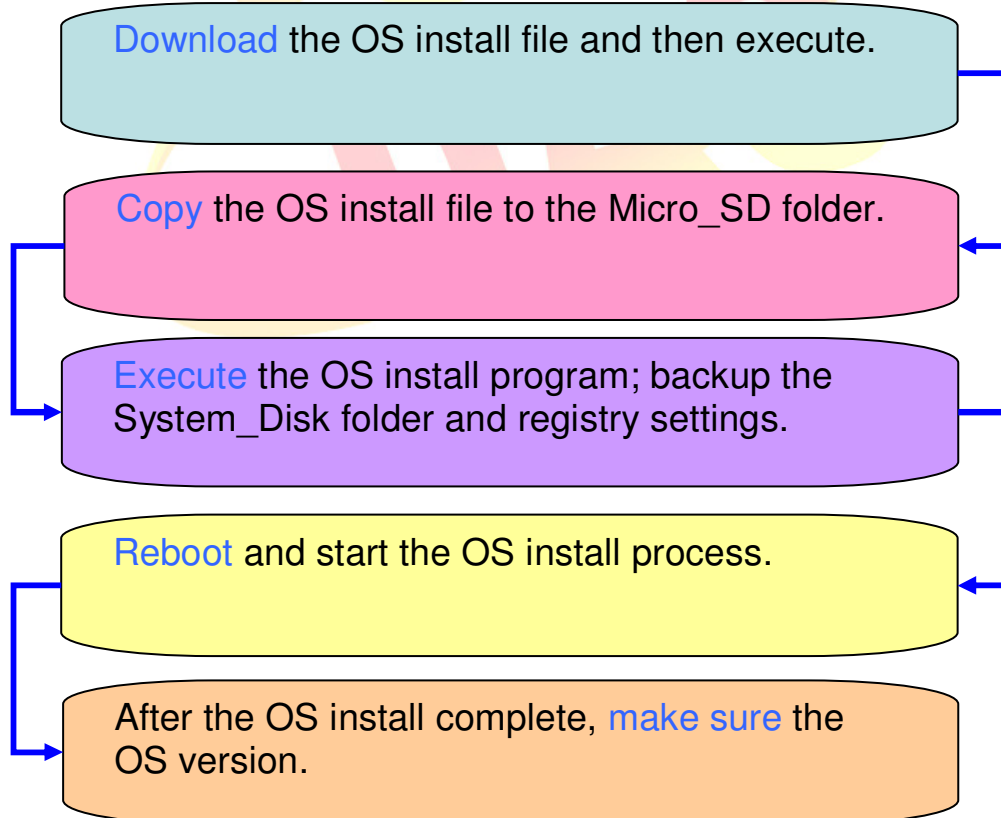 Download the OS install file and then execute.
Copy the OS install file to the Micro_SD folder.
Execute the OS install program; backup the
System_Disk folder and registry settings.
Reboot and start the OS install process.
After the OS install complete, make sure the
OS version.